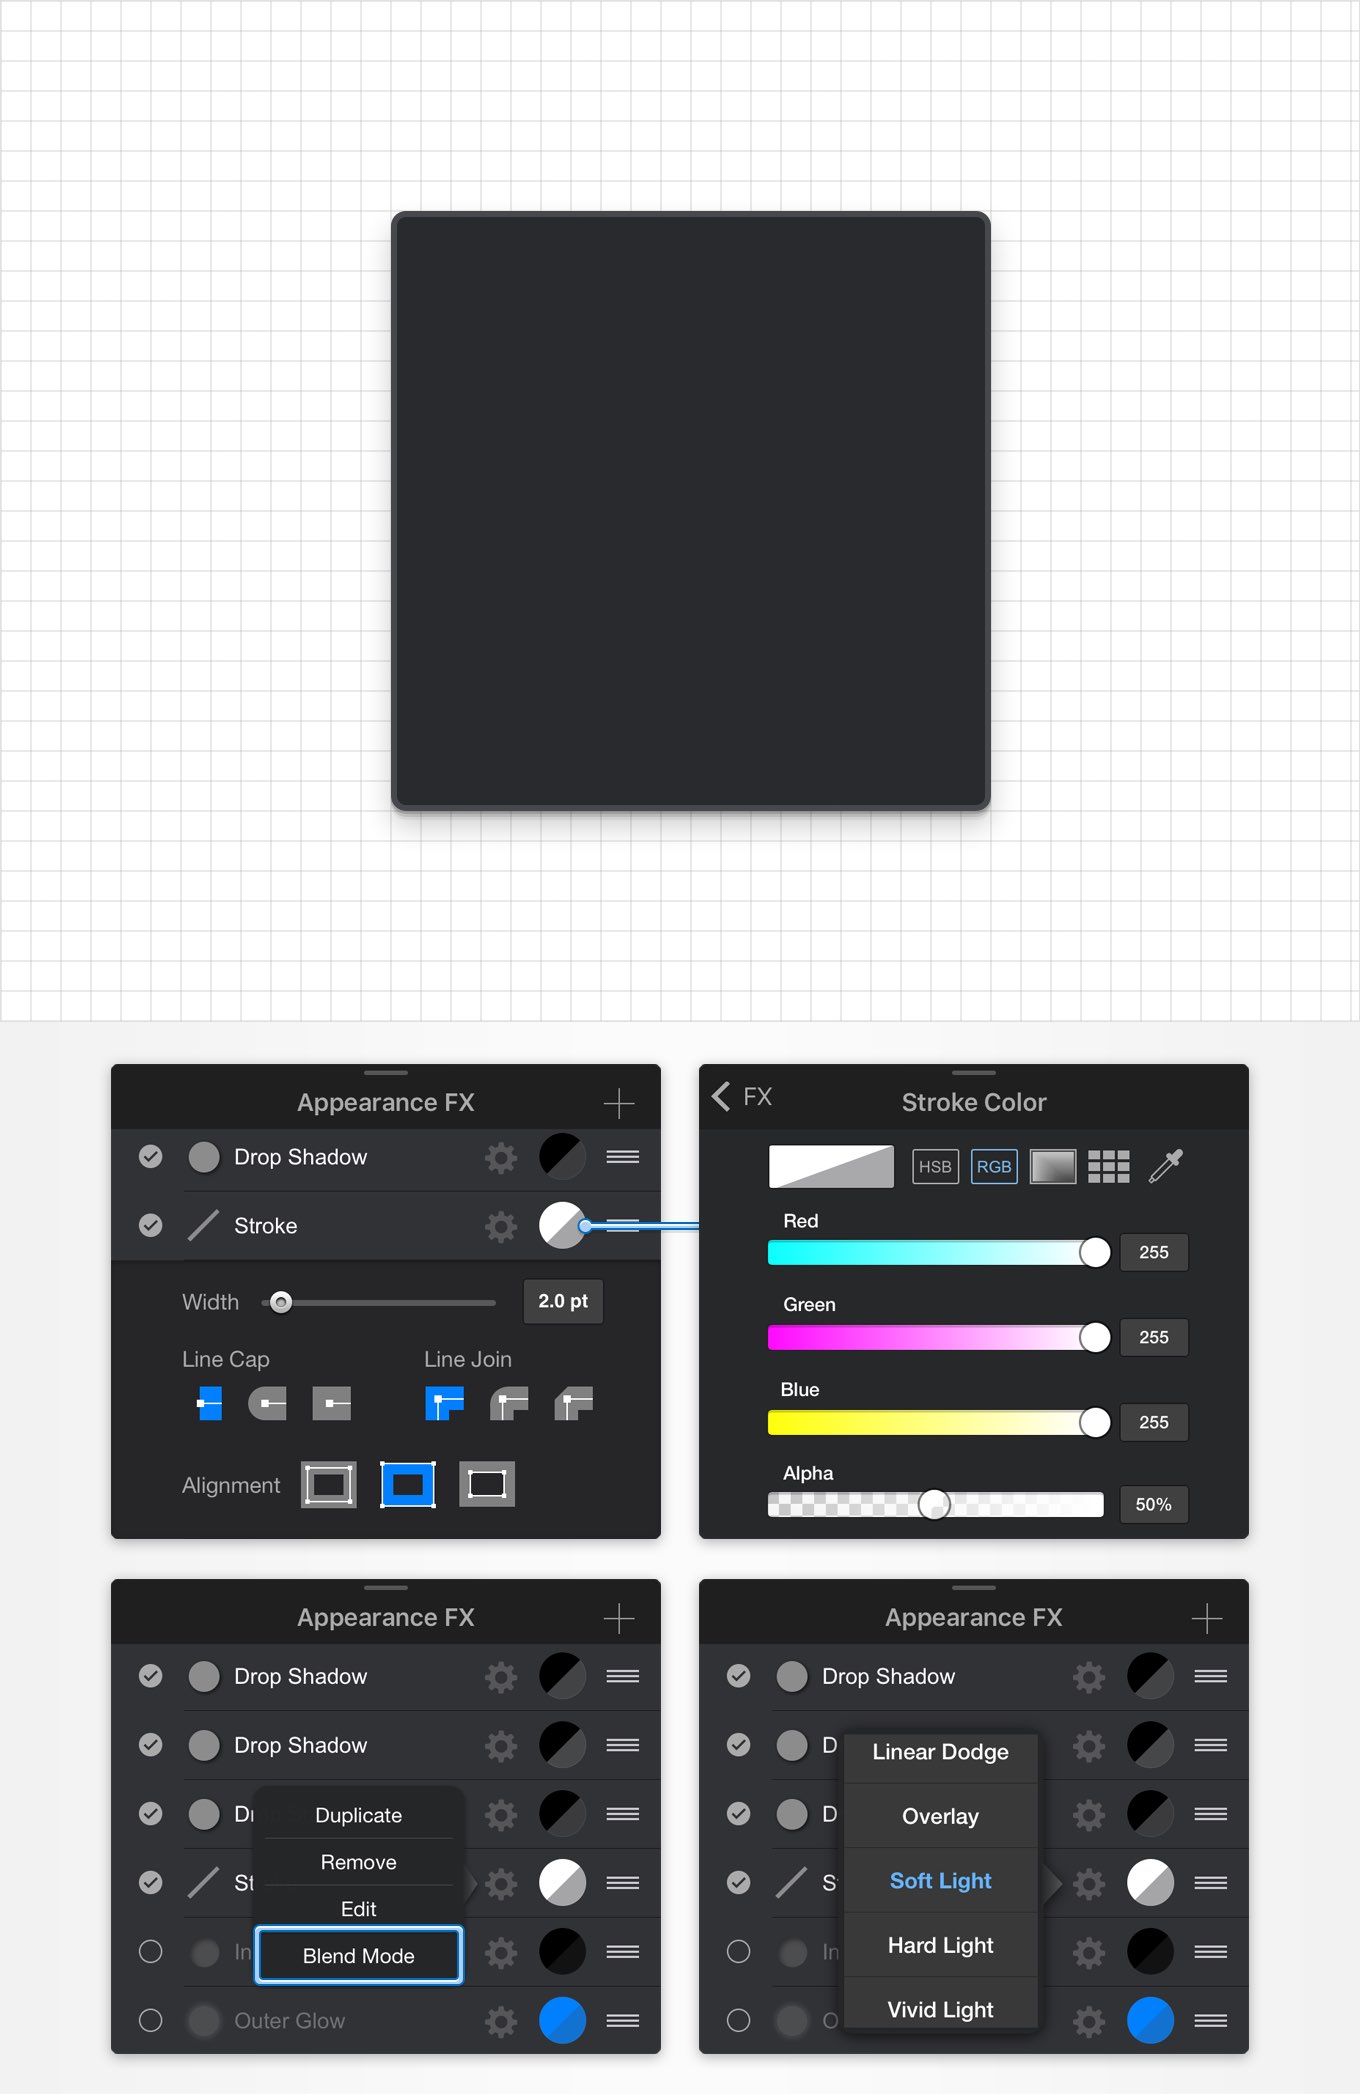 Appearance FX
Drop Shadow
Stroke
Width
2.0 pt
Line Cap
Line Join
Alignment
FX
Stroke Color
HSB
RGB
Red
255
Green
255
Blue
255
Alpha
50%
Appearance FX
Drop Shadow
Drop Shadow
D
Duplicate
Remove
St
Edit
In
Blend Mode
Outer Glow
Appearance FX
Drop Shadow
D
Linear Dodge
D
Overlay
S
Soft Light
In
Hard Light
O
Vivid Light